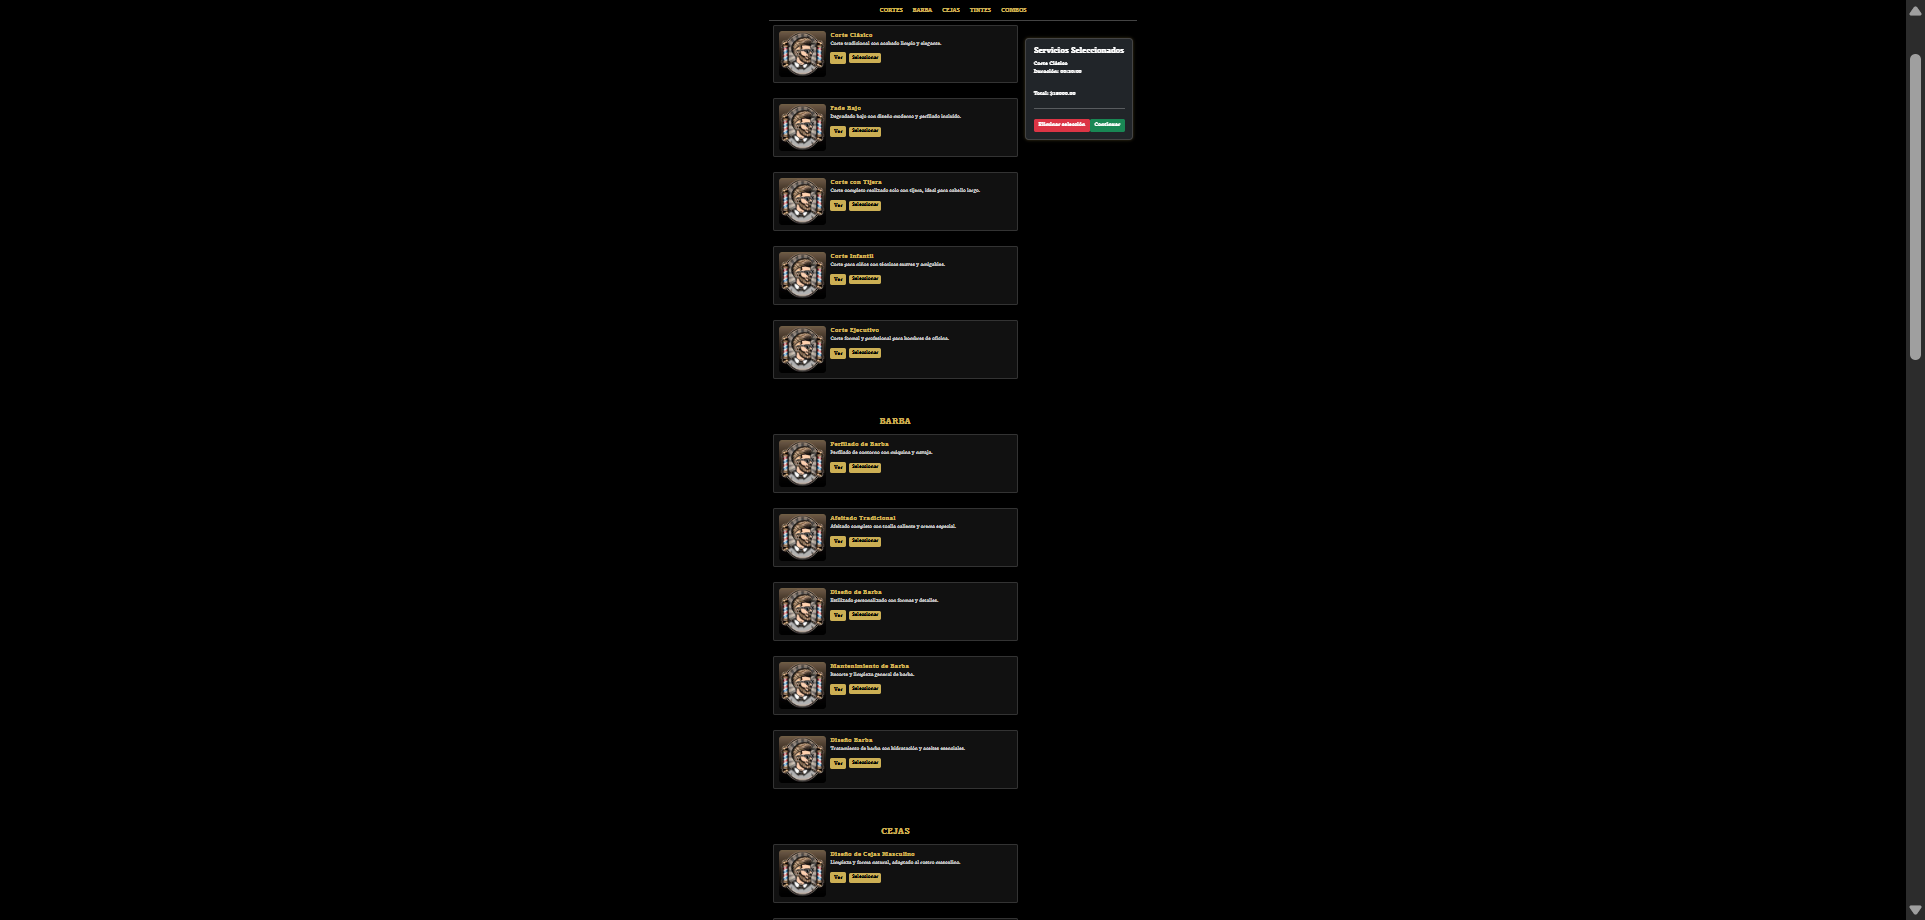 CORTES BARBA CEJAS TINTES COMBOS
Corte Clásico
Corte tradicional con acabado limpio y elegante.
Ver Seleccionar
Fade Bajo
Degradado bajo con diseño moderno y perfilado incluido.
Ver Seleccionar
Corte con Tijera
Corte completo realizado solo con tijera, ideal para cabello largo.
Ver Seleccionar
Corte Infantil
Corte para niños con técnicas suaves y amigables.
Ver Seleccionar
Corte Ejecutivo
Corte formal y profesional para hombres de oficina.
Ver Seleccionar
BARBA
Perfilado de Barba
Perfilado de contorno con máquina y navaja.
Ver Seleccionar
Afeitado Tradicional
Afeitado completo con toalla caliente y crema especial.
Ver Seleccionar
Diseño de Barba
Estilizado personalizado con formas y detalles.
Ver Seleccionar
Mantenimiento de Barba
Recorte y limpieza general de barba.
Ver Seleccionar
Diseño Barba
Tratamiento de barba con hidratación y aceites esenciales.
Ver Seleccionar
CEJAS
Diseño de Cejas Masculino
Limpieza y forma natural, adaptado al rostro masculino.
Ver Seleccionar
Servicios Seleccionados
Corte Clásico
Duración:
Total:
Eliminar selección Continuar